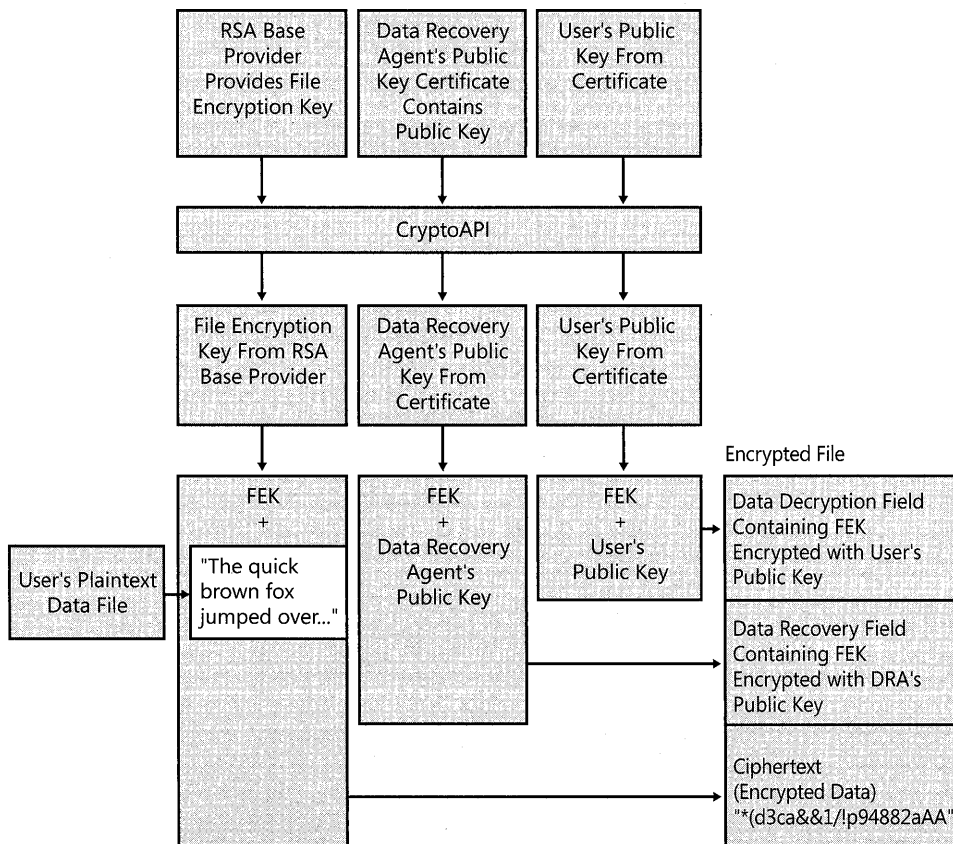 RSA Base
Provider
Provides File
Encryption Key
Data Recovery
Agent's Public
Key Certificate
Contains
Public Key
User's Public
Key From
Certificate
CryptoAPI
File Encryption
Key From RSA
Base Provider
Data Recovery
Agent's Public
Key From
Certificate
User's Public
Key From
Certificate
User's Plaintext
Data File
FEK
+
"The quick
brown fox
jumped over..."
FEK
+
Data Recovery
Agent's
Public Key
FEK
+
User's
Public Key
Encrypted File
Data Decryption Field
Containing FEK
Encrypted with User's
Public Key
Data Recovery Field
Containing FEK
Encrypted with DRA's
Public Key
Ciphertext
(Encrypted Data)
"*(d3ca&&1/!p94882aAA"